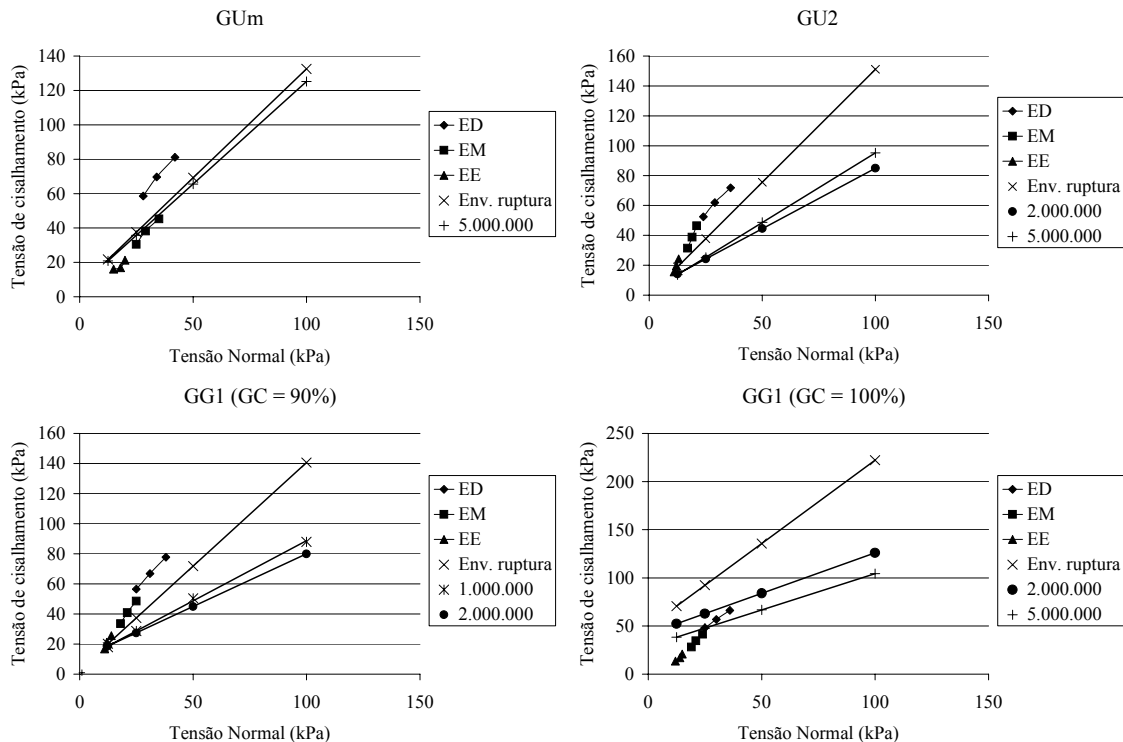 GUm
Tensão de cisalhamento (kPa)
140
120
100
80
60
40
20
0
0
50
100
150
Tensão Normal (kPa)
ED
EM
EE
Env. ruptura
5.000.000
GU2
Tensão de cisalhamento (kPa)
160
140
120
100
80
60
40
20
0
0
50
100
150
Tensão Normal (kPa)
ED
EM
EE
Env. ruptura
2.000.000
5.000.000
GG1 (GC = 90%)
Tensão de cisalhamento (kPa)
160
140
120
100
80
60
40
20
0
0
50
100
150
Tensão Normal (kPa)
ED
EM
EE
Env. ruptura
1.000.000
2.000.000
GG1 (GC = 100%)
Tensão de cisalhamento (kPa)
250
200
150
100
50
0
0
50
100
150
Tensão Normal (kPa)
ED
EM
EE
Env. ruptura
2.000.000
5.000.000